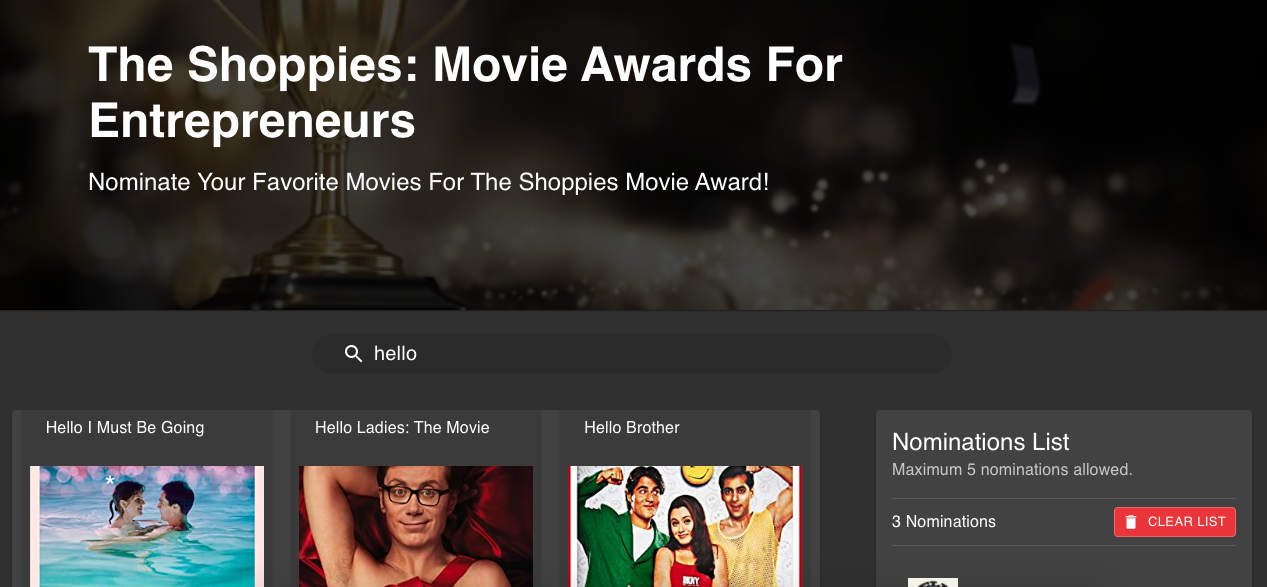 The Shoppies: Movie Awards For
Entrepreneurs
Nominate Your Favorite Movies For The Shoppies Movie Award!
hello
Hello I Must Be Going
Hello Ladies: The Movie
Hello Brother
Nominations List
Maximum 5 nominations allowed.
3 Nominations
CLEAR LIST